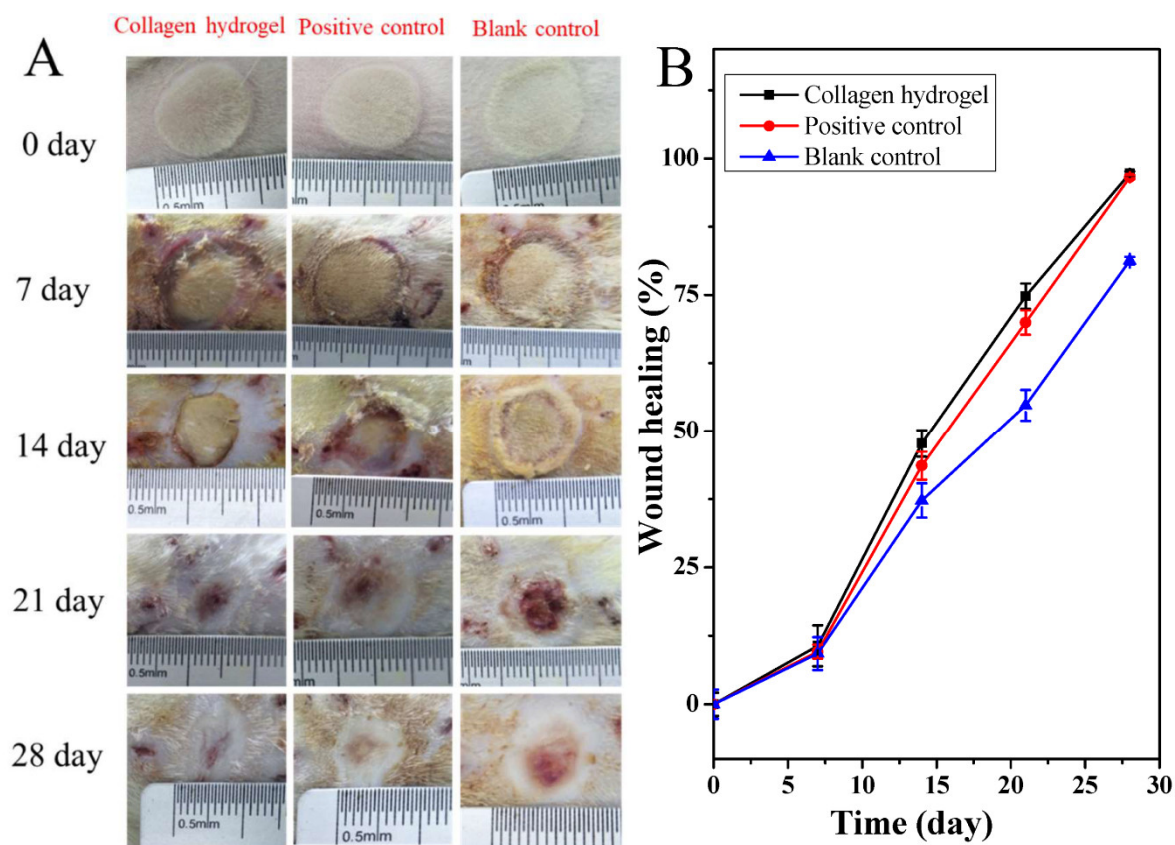 Collagen hydrogel Positive control Blank control
A
0 day
0.5mm
0.5mm
0.5mm
7 day
14 day
0.5mm
0.5mm
0.5mm
21 day
0.5mm
0.5mm
28 day
0.5mm
0.5mm
B
Collagen hydrogel
Positive control
Blank control
Wound healing (%)
100
75
50
25
0
0 5 10 15 20 25 30
Time (day)